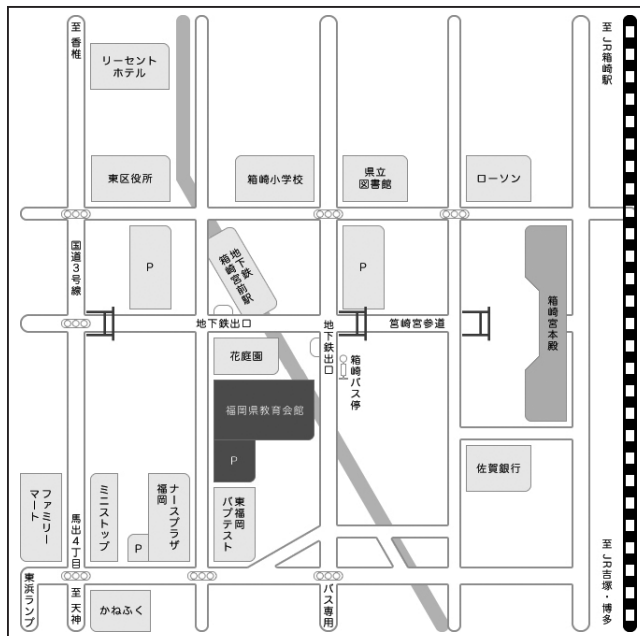 至香椎
リーセント
ホテル
至JR箱崎駅
東区役所
箱崎小学校
県立
図書館
ローソン
国道3号線
P
地下鉄
箱崎宮前駅
P
箱崎宮本殿
地下鉄出口
地下鉄出口
筥崎宮参道
花庭園
箱崎バス停
福岡県教育会館
P
佐賀銀行
ファミリー
マート
馬出4丁目
ミニストップ
ナースプラザ
福岡
P
東福岡
バプテスト
東浜ランプ
至天神
かねふく
バス専用
至JR吉塚・博多